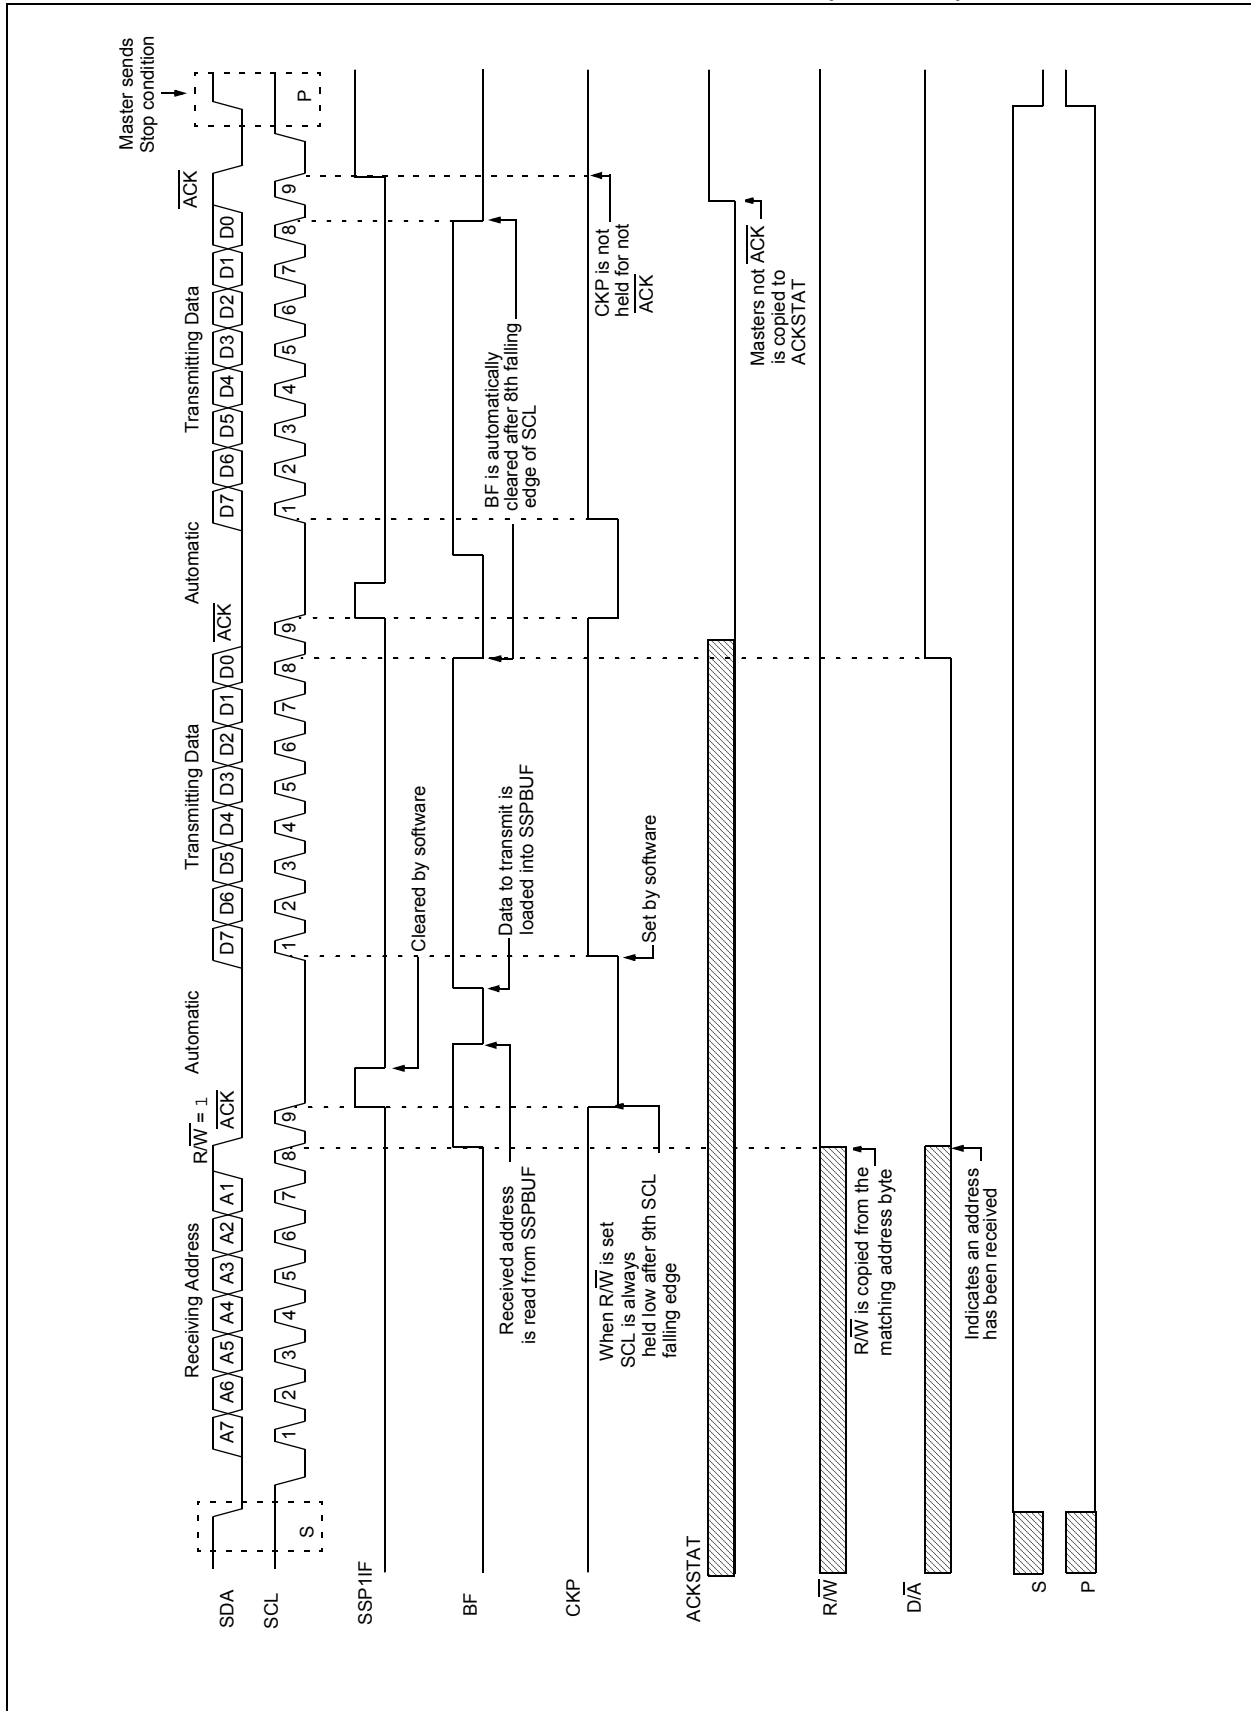 Master sends
Stop condition
Receiving Address
R/W = 1
Automatic
Transmitting Data
Automatic
Transmitting Data
ACK
ACK
ACK
SDA
A7 A6 A5 A4 A3 A2 A1
D7 D6 D5 D4 D3 D2 D1 D0
D7 D6 D5 D4 D3 D2 D1 D0
SCL
S
1 2 3 4 5 6 7 8 9
1 2 3 4 5 6 7 8 9
1 2 3 4 5 6 7 8 9
P
SSP1IF
Cleared by software
BF
Received address
is read from SSPBUF
Data to transmit is
loaded into SSPBUF
BF is automatically
cleared after 8th falling
edge of SCL
CKP
When R/W is set
SCL is always
held low after 9th SCL
falling edge
Set by software
CKP is not
held for not
ACK
ACKSTAT
Masters not ACK
is copied to
ACKSTAT
R/W
R/W is copied from the
matching address byte
D/A
Indicates an address
has been received
S
P